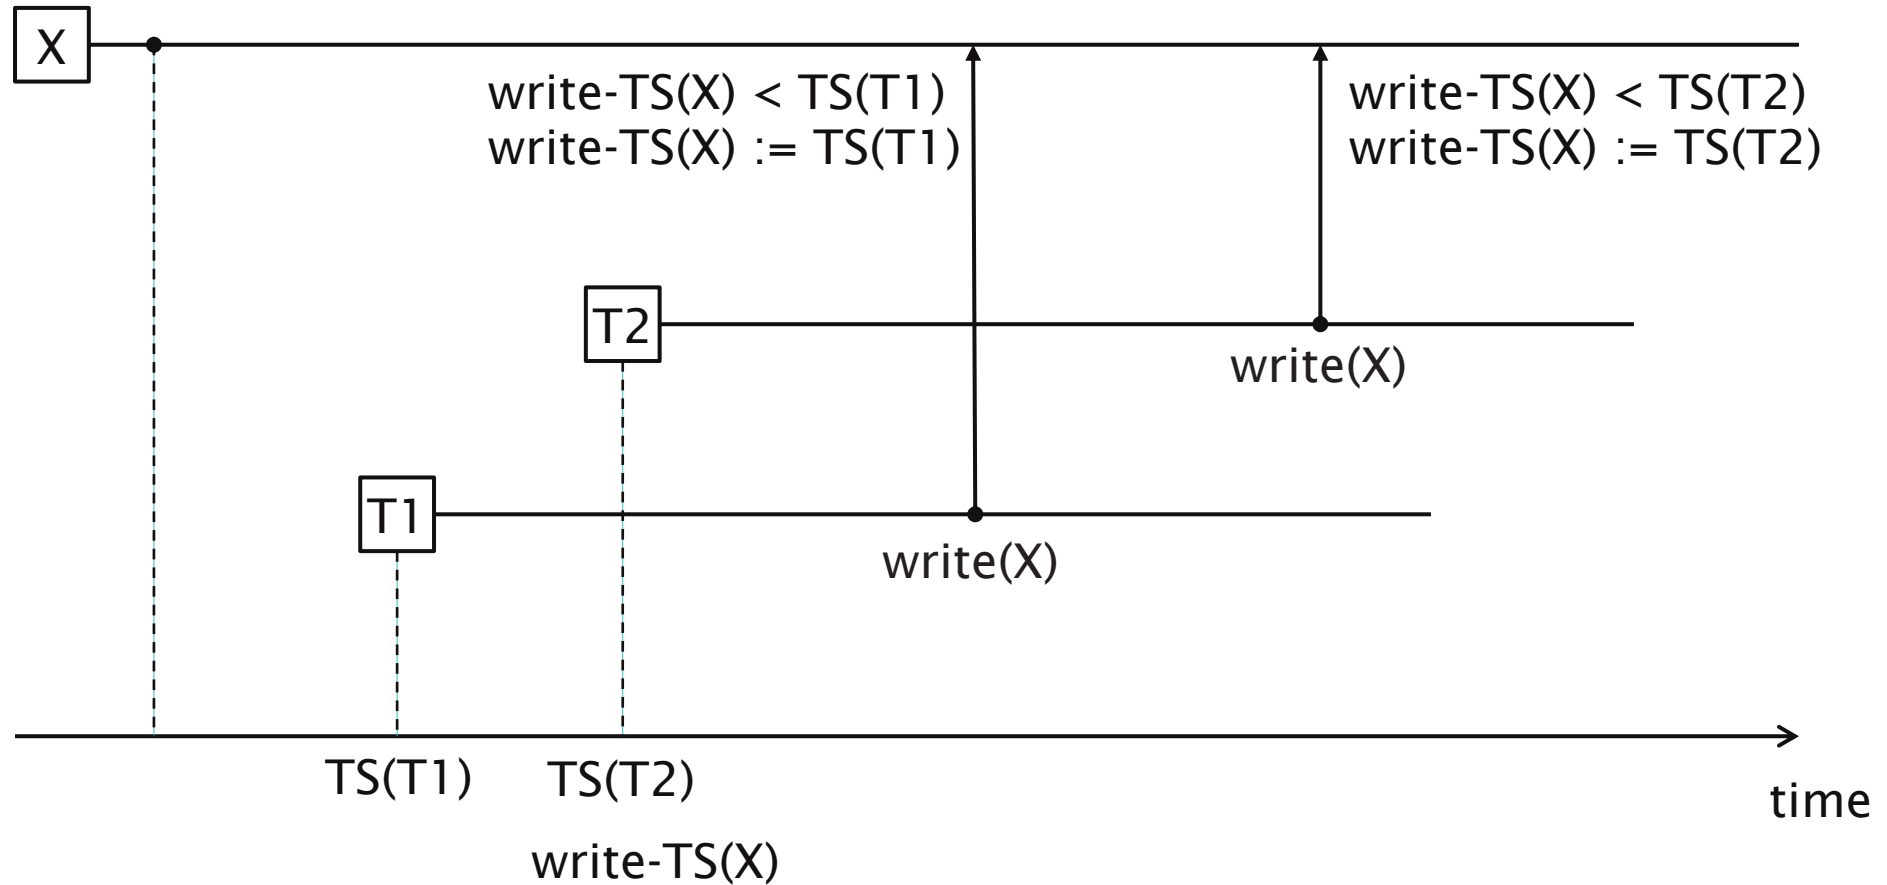 X
write-TS(X) < TS(T1)
write-TS(X) := TS(T1)
write-TS(X) < TS(T2)
write-TS(X) := TS(T2)
T2
write(X)
T1
write(X)
TS(T1)
TS(T2)
time
write-TS(X)